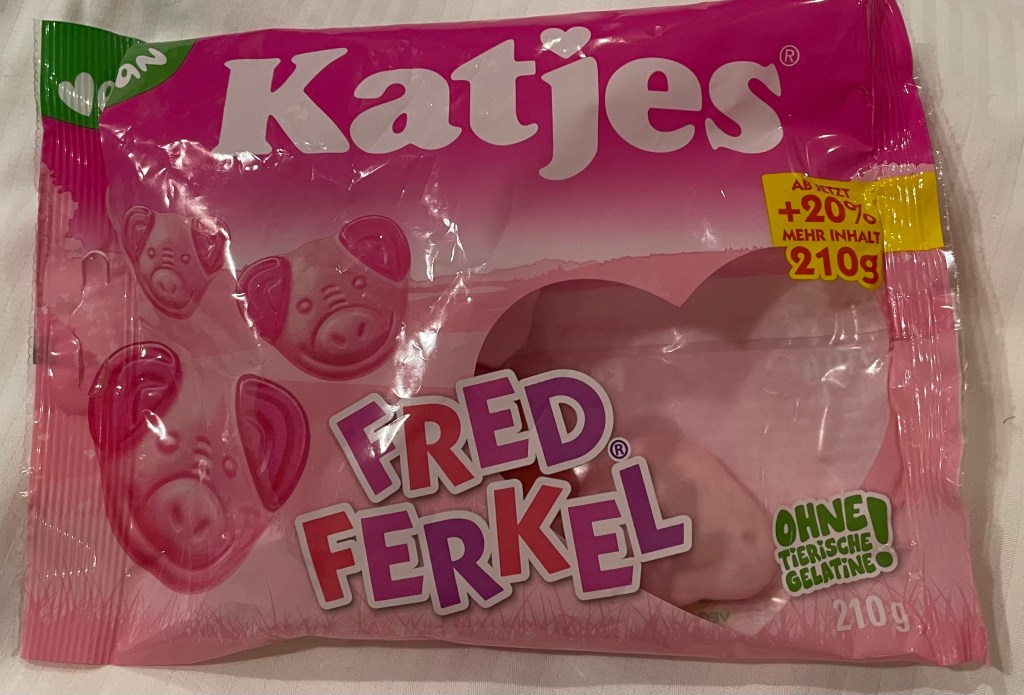 Vegan
Katjes®
AB JETZT
+20%
MEHR INHALT
210g
FRED®
FERKEL
OHNE
TIERISCHE
GELATINE!
210g